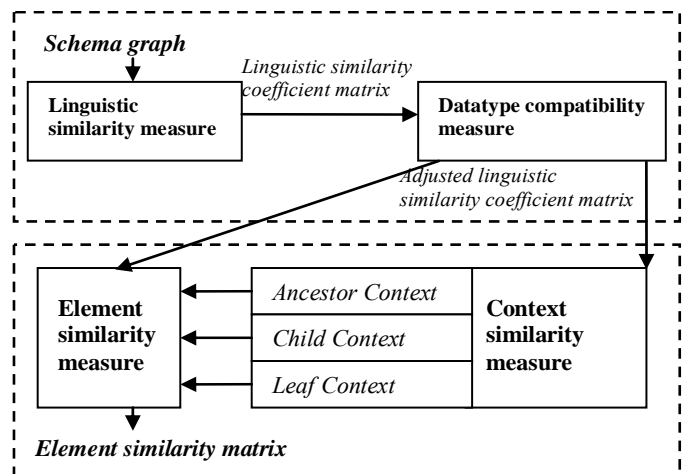 Schema graph
Linguistic similarity
coefficient matrix
Linguistic
similarity measure
Datatype compatibility
measure
Adjusted linguistic
similarity coefficient matrix
Element
similarity
measure
Ancestor Context
Child Context
Leaf Context
Context
similarity
measure
Element similarity matrix